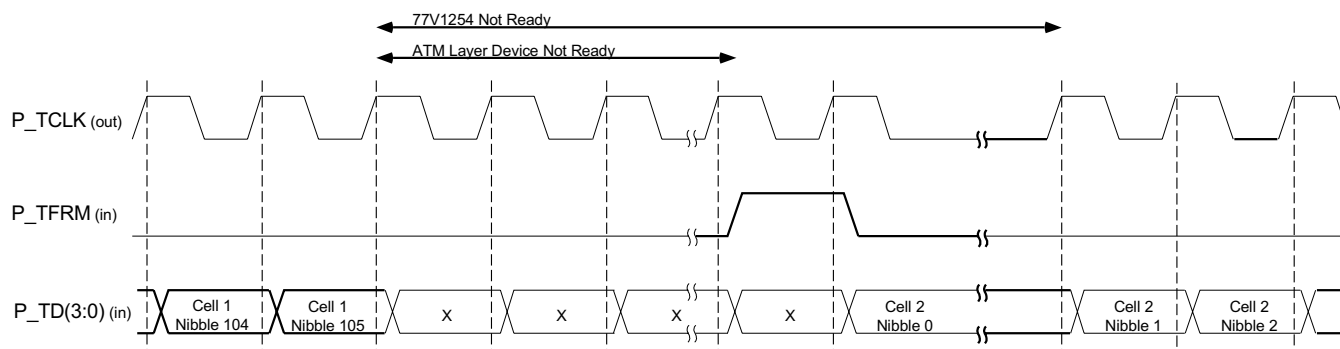 77V1254 Not Ready
ATM Layer Device Not Ready
P_TCLK (out)
P_TFRM (in)
P_TD(3:0) (in)
Cell 1
Nibble 104
Cell 1
Nibble 105
X
X
X
X
Cell 2
Nibble 0
Cell 2
Nibble 1
Cell 2
Nibble 2